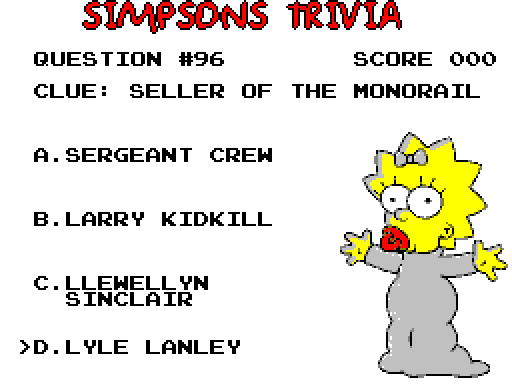 SIMPSONS TRIVIA
QUESTION #96 SCORE 000
CLUE: SELLER OF THE MONORAIL
A.SERGEANT CREW
B.LARRY KIDKILL
C.LLEWELLYN
SINCLAIR
>D.LYLE LANLEY